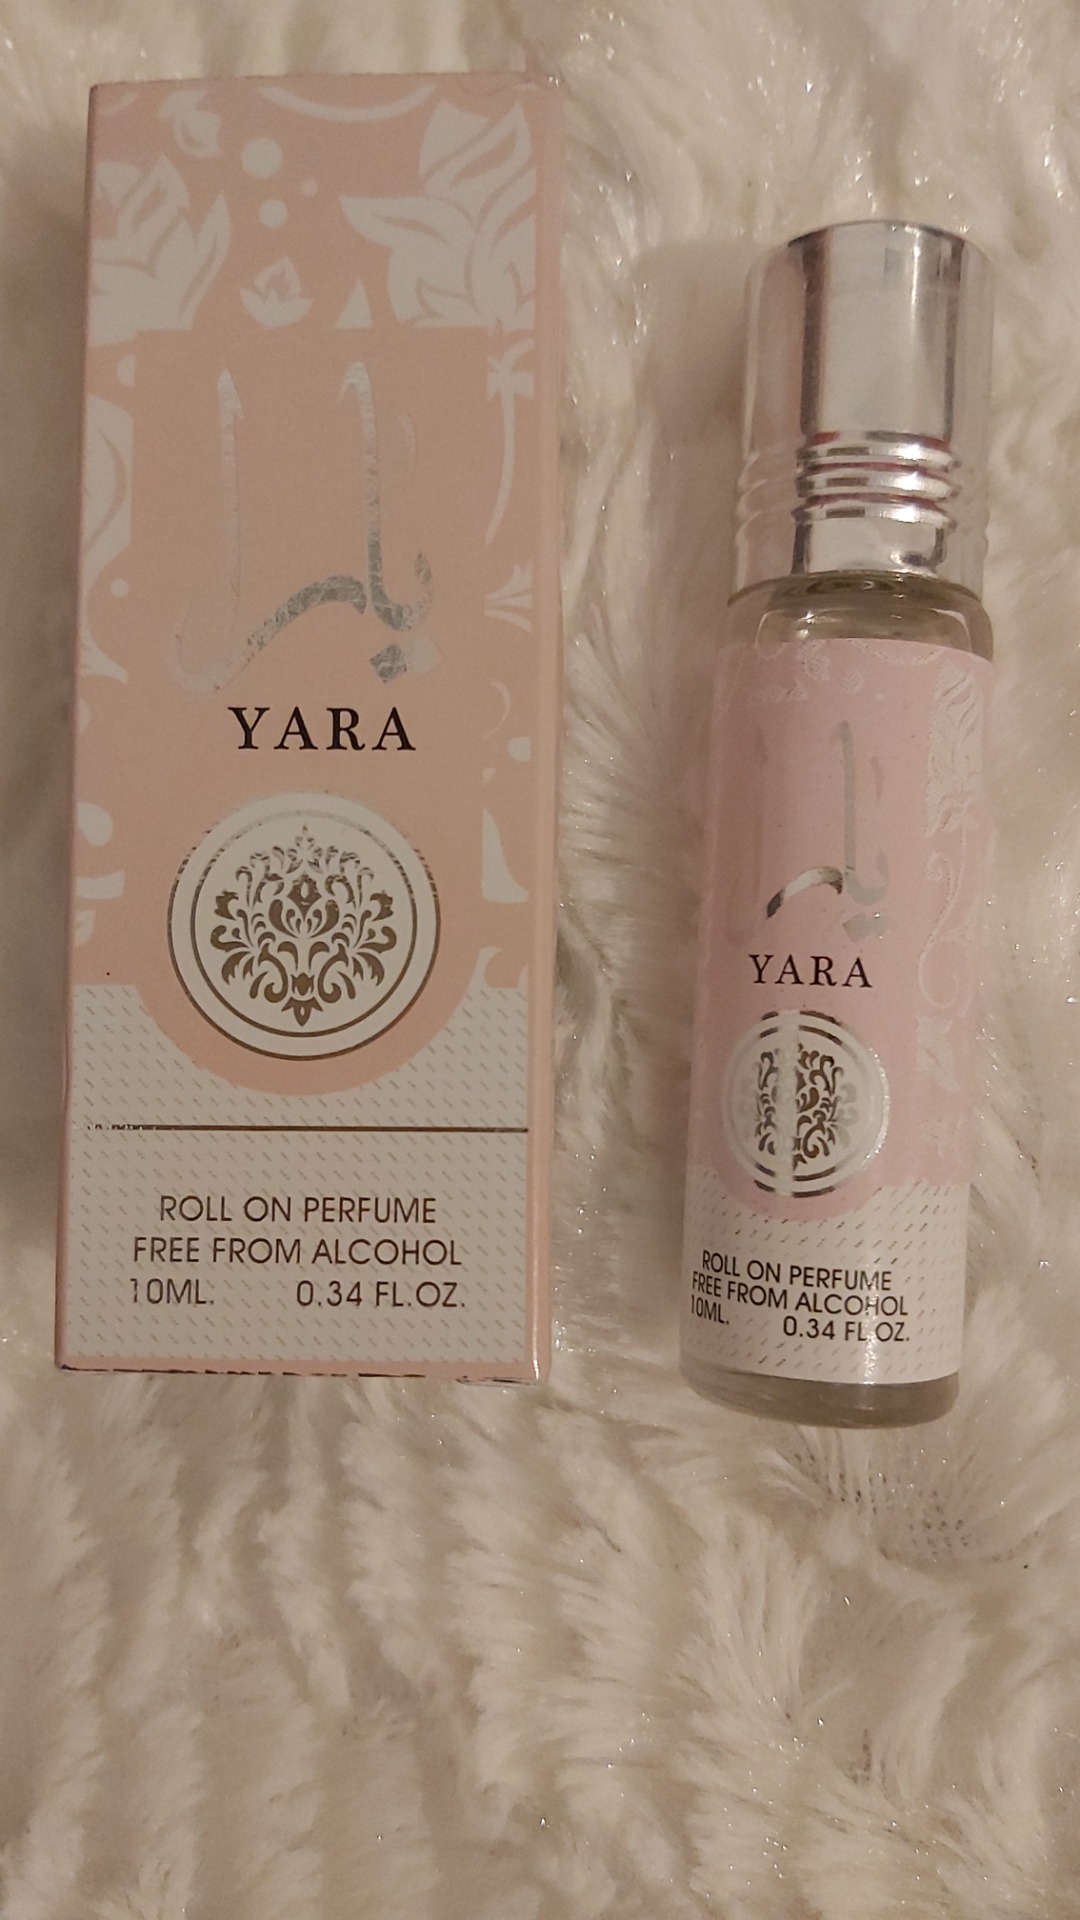 يارا
YARA
ROLL ON PERFUME
FREE FROM ALCOHOL
10ML. 0.34 FL.OZ.
يارا
YARA
ROLL ON PERFUME
FREE FROM ALCOHOL
10ML. 0.34 FL.OZ.